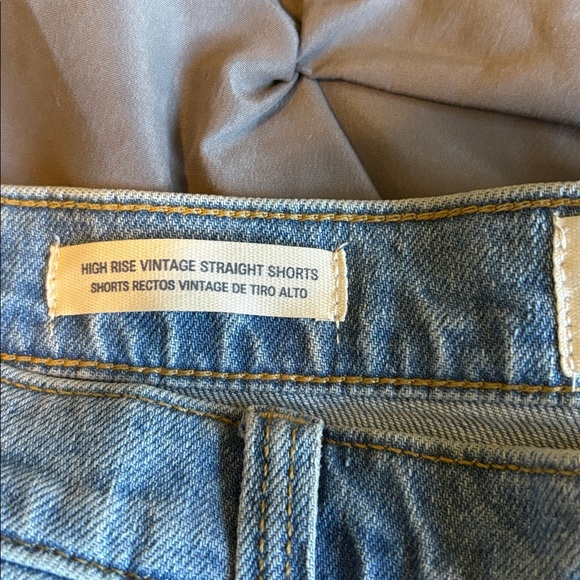 HIGH RISE VINTAGE STRAIGHT SHORTS
SHORTS RECTOS VINTAGE DE TIRO ALTO